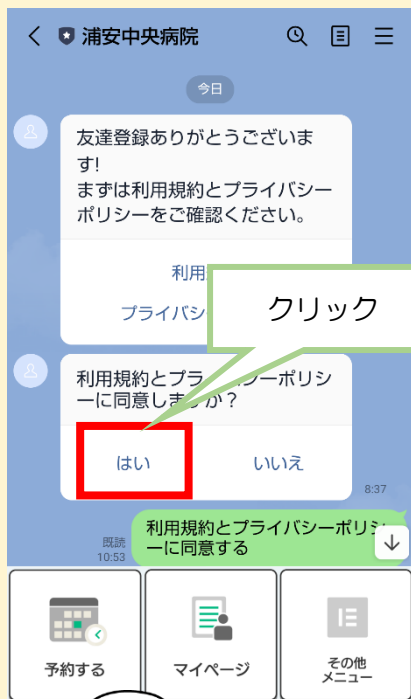 浦安中央病院
今日
友達登録ありがとうございま
す!
まずは利用規約とプライバシー
ポリシーをご確認ください。
利用
プライバシ
クリック
利用規約とプラ シーポリシ
ーに同意しますか？
はい
いいえ
8:37
利用規約とプライバシーポリシ
ーに同意する
既読
10:53
予約する
マイページ
その他
メニュー